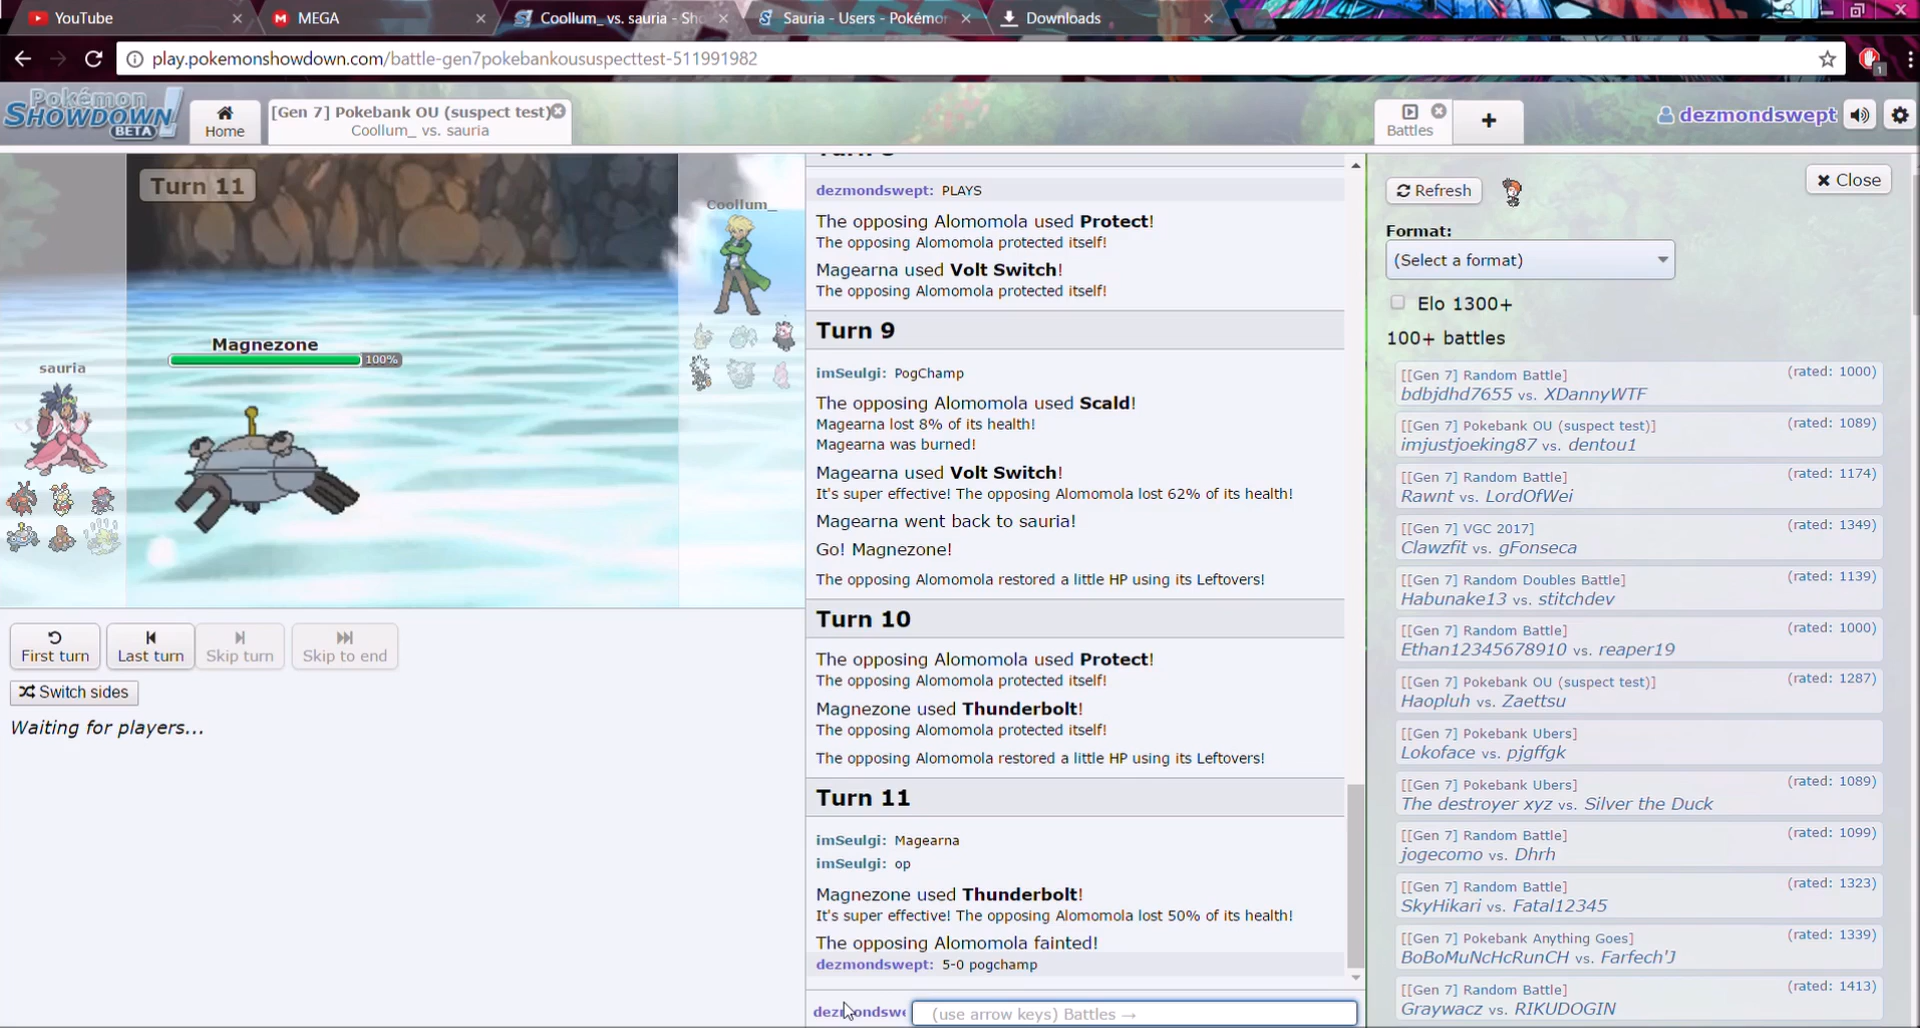 YouTube
MEGA
Coollum_ vs. sauria - Sho
Sauria - Users - Pokémor
Downloads
play.pokemonshowdown.com/battle-gen7pokebankoususpecttest-511991982
1
Pokémon
SHOWDOWN!
BETA
Home
[Gen 7] Pokebank OU (suspect test)
Coollum_ vs. sauria
Battles
+
dezmondswept
Turn 11
Coollum_
Magnezone
100%
sauria
First turn
Last turn
Skip turn
Skip to end
Switch sides
Waiting for players...
dezmondswept: PLAYS
The opposing Alomomola used Protect!
The opposing Alomomola protected itself!
Magearna used Volt Switch!
The opposing Alomomola protected itself!
Turn 9
imSeulgi: PogChamp
The opposing Alomomola used Scald!
Magearna lost 8% of its health!
Magearna was burned!
Magearna used Volt Switch!
It's super effective! The opposing Alomomola lost 62% of its health!
Magearna went back to sauria!
Go! Magnezone!
The opposing Alomomola restored a little HP using its Leftovers!
Turn 10
The opposing Alomomola used Protect!
The opposing Alomomola protected itself!
Magnezone used Thunderbolt!
The opposing Alomomola protected itself!
The opposing Alomomola restored a little HP using its Leftovers!
Turn 11
imSeulgi: Magearna
imSeulgi: op
Magnezone used Thunderbolt!
It's super effective! The opposing Alomomola lost 50% of its health!
The opposing Alomomola fainted!
dezmondswept: 5-0 pogchamp
(use arrow keys) Battles →
Refresh
Close
Format:
(Select a format)
Elo 1300+
100+ battles
[[Gen 7] Random Battle] (rated: 1000)
bdbjdhd7655 vs. XDannyWTF
[[Gen 7] Pokebank OU (suspect test)] (rated: 1089)
imjustjoeking87 vs. dentou1
[[Gen 7] Random Battle] (rated: 1174)
Rawnt vs. LordOfWei
[[Gen 7] VGC 2017] (rated: 1349)
Clawzfit vs. gFonseca
[[Gen 7] Random Doubles Battle] (rated: 1139)
Habunake13 vs. stitchdev
[[Gen 7] Random Battle] (rated: 1000)
Ethan12345678910 vs. reaper19
[[Gen 7] Pokebank OU (suspect test)] (rated: 1287)
Haopluh vs. Zaettsu
[[Gen 7] Pokebank Ubers]
Lokoface vs. pjgffgk
[[Gen 7] Pokebank Ubers] (rated: 1089)
The destroyer xyz vs. Silver the Duck
[[Gen 7] Random Battle] (rated: 1099)
jogecomo vs. Dhrh
[[Gen 7] Random Battle] (rated: 1323)
SkyHikari vs. Fatal12345
[[Gen 7] Pokebank Anything Goes] (rated: 1339)
BoBoMuNcHcRunCH vs. Farfech'J
[[Gen 7] Random Battle] (rated: 1413)
Graywacz vs. RIKUDOGIN